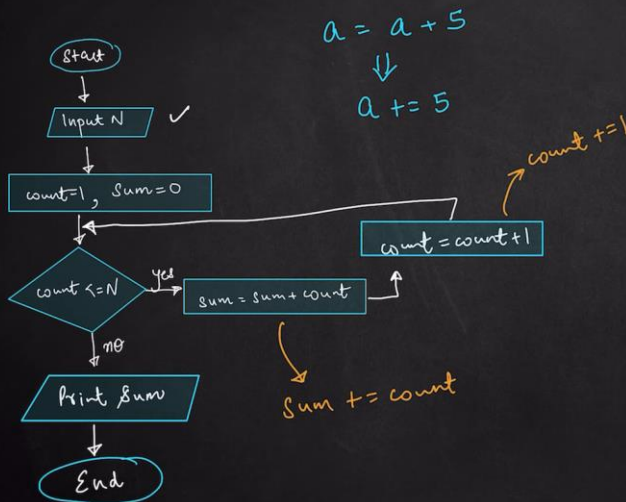 Start
a = a + 5
⇓
a += 5
Input N ✓
count=1, Sum=0
count += 1
count = count+1
count <= N
yes
sum = sum + count
no
sum += count
Print Sum
End